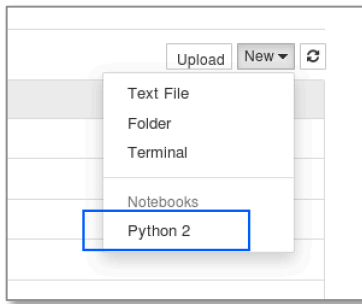 Upload New
Text File
Folder
Terminal
Notebooks
Python 2